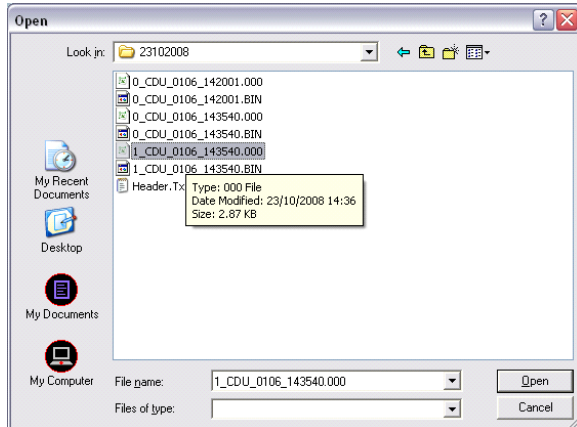 Open
Look in:
23102008
0_CDU_0106_142001.000
0_CDU_0106_142001.BIN
0_CDU_0106_143540.000
0_CDU_0106_143540.BIN
1_CDU_0106_143540.000
1_CDU_0106_143540.BIN
Header.Tx
Type: 000 File
Date Modified: 23/10/2008 14:36
Size: 2.87 KB
My Recent
Documents
Desktop
My Documents
My Computer
File name:
1_CDU_0106_143540.000
Open
Files of type:
Cancel